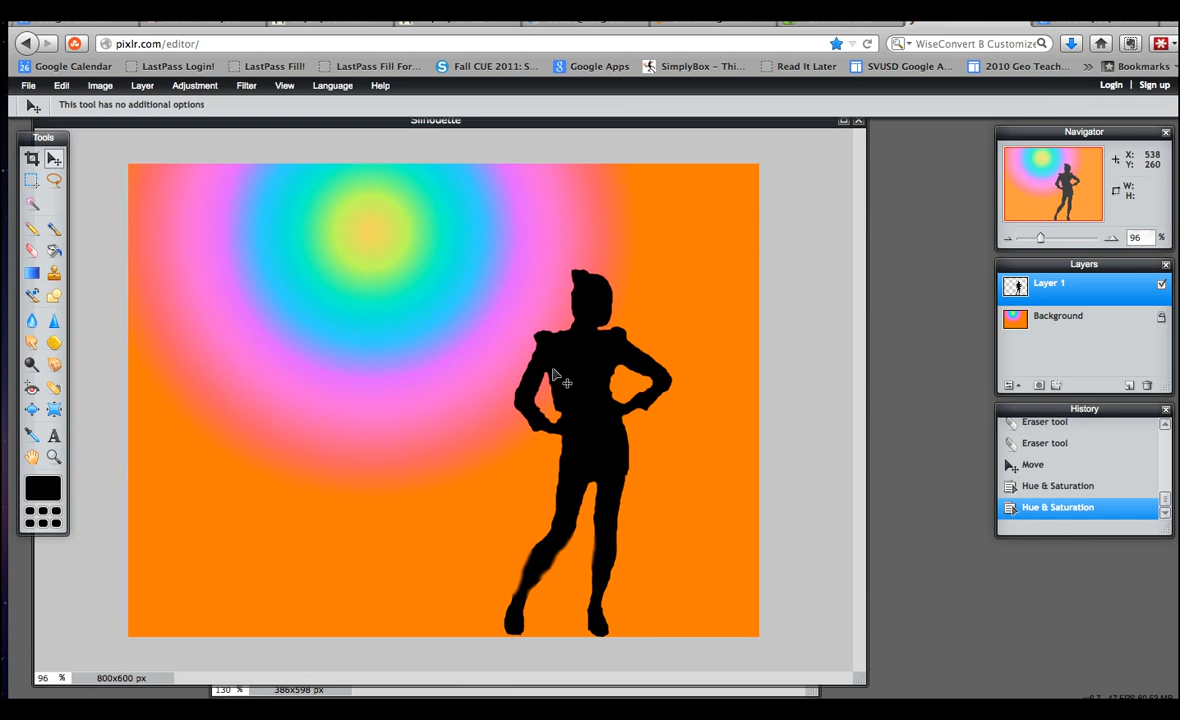 pixlr.com/editor/
WiseConvert B Customize
26 Google Calendar
LastPass Login!
LastPass Fill!
LastPass Fill For...
Fall CUE 2011: S...
Google Apps
SimplyBox - Thi...
Read It Later
SVUSD Google A...
2010 Geo Teach...
Bookmarks
File Edit Image Layer Adjustment Filter View Language Help
Login | Sign up
This tool has no additional options
Silhouette
Tools
A
96 %
800x600 px
130 %
386x598 px
Navigator
X: 538
Y: 260
W:
H:
96 %
Layers
Layer 1
Background
History
Eraser tool
Eraser tool
Move
Hue & Saturation
Hue & Saturation